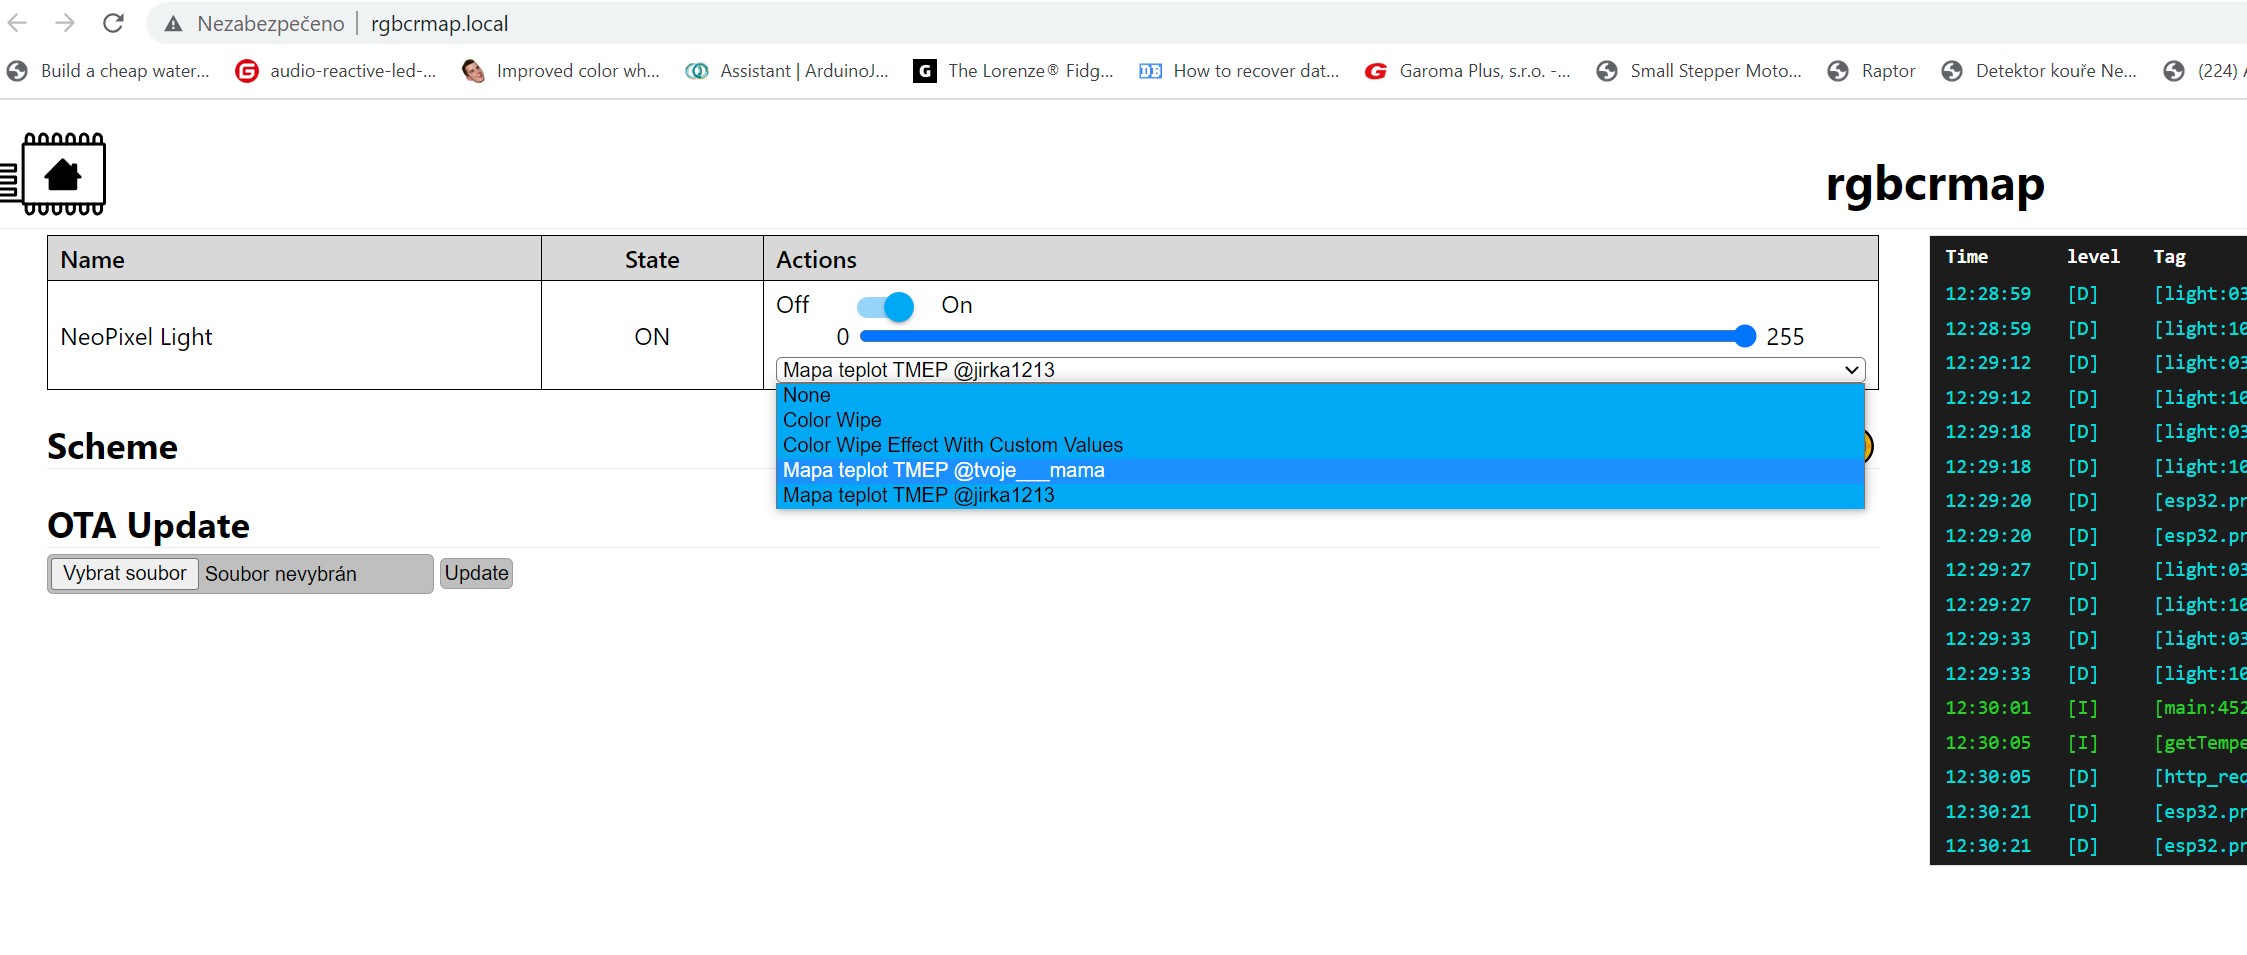 Nezabezpečeno | rgbcrmap.local
Build a cheap water... audio-reactive-led-... Improved color wh... Assistant | ArduinoJ... The Lorenze® Fidg... How to recover dat... Garoma Plus, s.r.o. -... Small Stepper Moto... Raptor Detektor kouře Ne... (224)
rgbcrmap
Name State Actions
NeoPixel Light ON
Off On
0 255
Mapa teplot TMEP @jirka1213
None
Color Wipe
Color Wipe Effect With Custom Values
Mapa teplot TMEP @tvoje___mama
Mapa teplot TMEP @jirka1213
Scheme
OTA Update
Vybrat soubor Soubor nevybrán Update
Time level Tag
12:28:59 [D] [light:03
12:28:59 [D] [light:10
12:29:12 [D] [light:03
12:29:12 [D] [light:10
12:29:18 [D] [light:03
12:29:18 [D] [light:10
12:29:20 [D] [esp32.pr
12:29:20 [D] [esp32.pr
12:29:27 [D] [light:03
12:29:27 [D] [light:10
12:29:33 [D] [light:03
12:29:33 [D] [light:10
12:30:01 [I] [main:452
12:30:05 [I] [getTempe
12:30:05 [D] [http_req
12:30:21 [D] [esp32.pr
12:30:21 [D] [esp32.pr